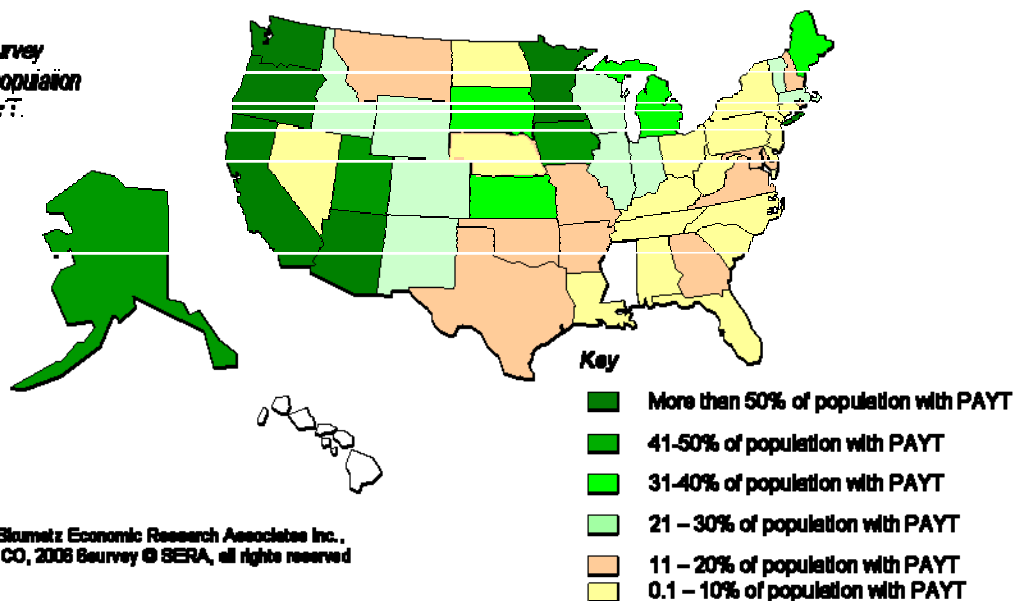 urvey
opulation
Key
More than 50% of population with PAYT
41-50% of population with PAYT
31-40% of population with PAYT
21 – 30% of population with PAYT
11 – 20% of population with PAYT
0.1 – 10% of population with PAYT
Skumatz Economic Research Associates Inc.,
CO, 2006 Seurvey © SERA, all rights reserved